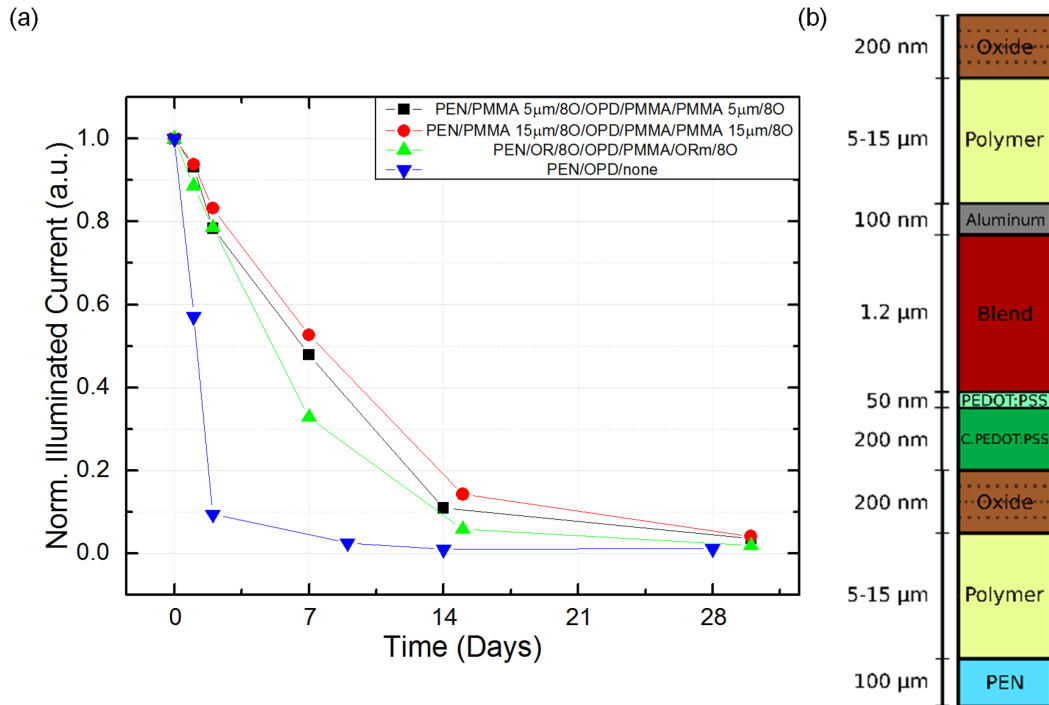 (a)
PEN/PMMA 5μm/8O/OPD/PMMA/PMMA 5μm/8O
PEN/PMMA 15μm/8O/OPD/PMMA/PMMA 15μm/8O
PEN/OR/8O/OPD/PMMA/ORm/8O
PEN/OPD/none
Norm. Illuminated Current (a.u.)
1.0
0.8
0.6
0.4
0.2
0.0
0 7 14 21 28
Time (Days)
(b)
200 nm Oxide
5-15 μm Polymer
100 nm Aluminum
1.2 μm Blend
50 nm PEDOT:PSS
200 nm C.PEDOT:PSS
200 nm Oxide
5-15 μm Polymer
100 μm PEN